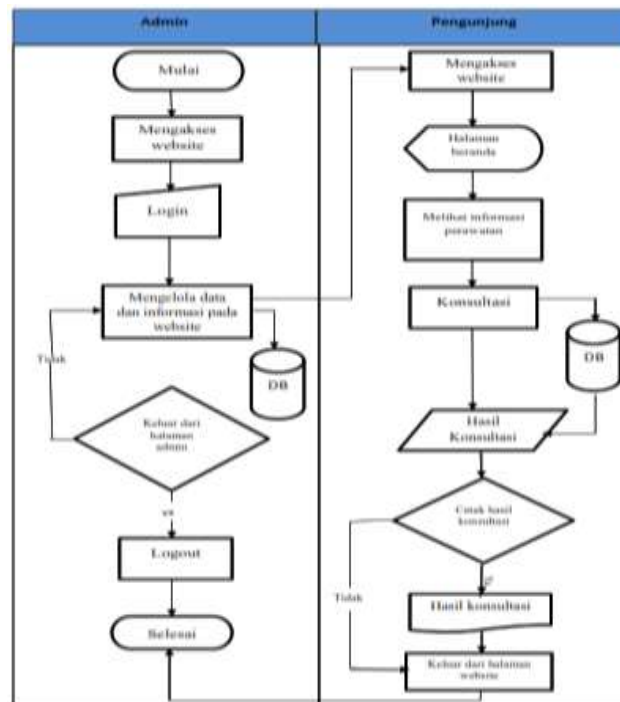 Admin
Mulai
Mengakses
website
Login
Mengelola data
dan informasi pada
website
Tidak
DB
Keluar dari
halaman
admin
ya
Logout
Selesai
Pengunjung
Mengakses
website
Halaman
beranda
Melihat informasi
perawatan
Konsultasi
DB
Hasil
Konsultasi
Cetak hasil
konsultasi
Tidak
Hasil konsultasi
Keluar dari halaman
website